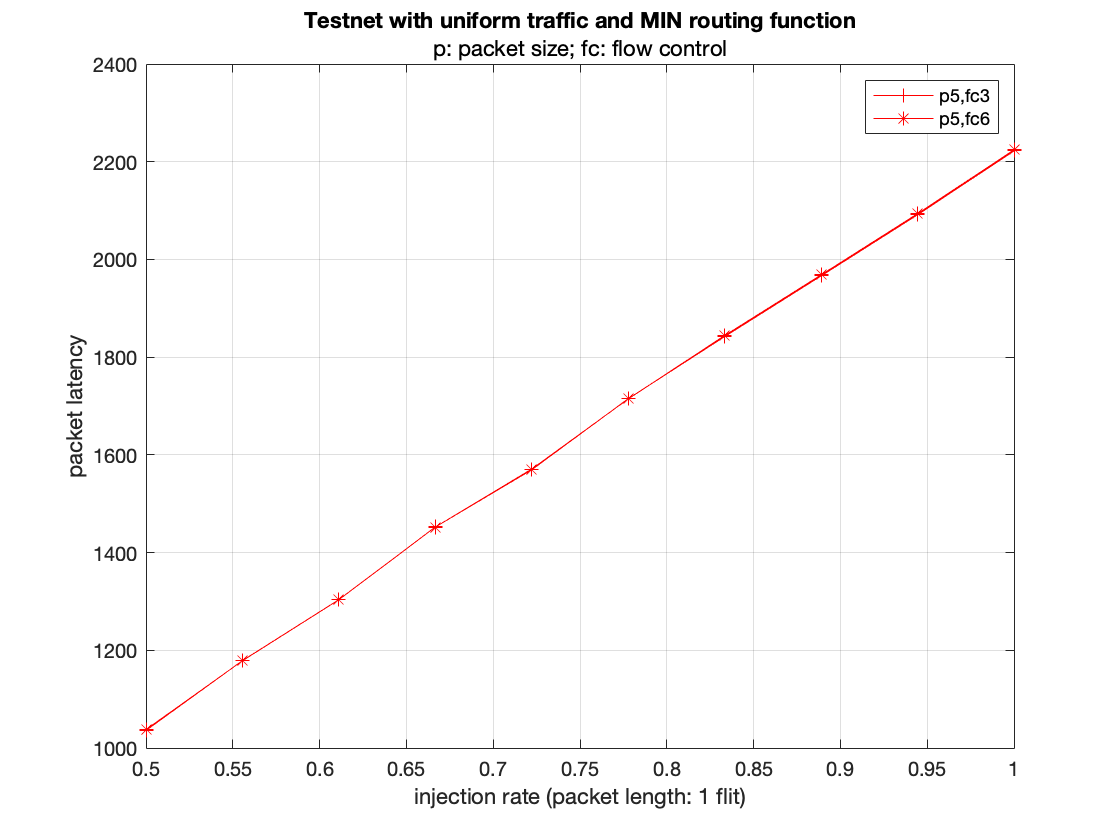 Testnet with uniform traffic and MIN routing function
p: packet size; fc: flow control
2400
2200
2000
1800
1600
1400
1200
1000
packet latency
p5,fc3
p5,fc6
0.5 0.55 0.6 0.65 0.7 0.75 0.8 0.85 0.9 0.95 1
injection rate (packet length: 1 flit)